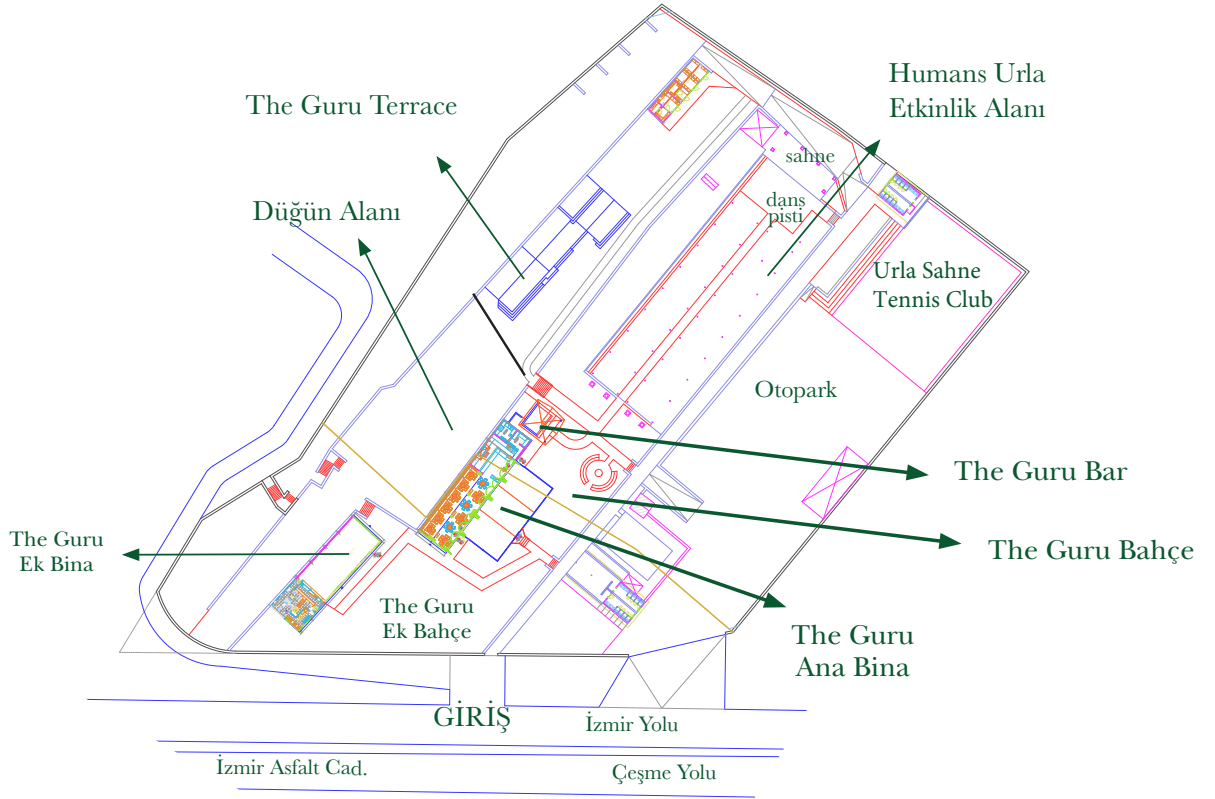 The Guru Terrace
Humans Urla
Etkinlik Alanı
sahne
Düğün Alanı
dans
pisti
Urla Sahne
Tennis Club
Otopark
The Guru Bar
The Guru
Ek Bina
The Guru Bahçe
The Guru
Ek Bahçe
The Guru
Ana Bina
GİRİŞ
İzmir Yolu
İzmir Asfalt Cad.
Çeşme Yolu